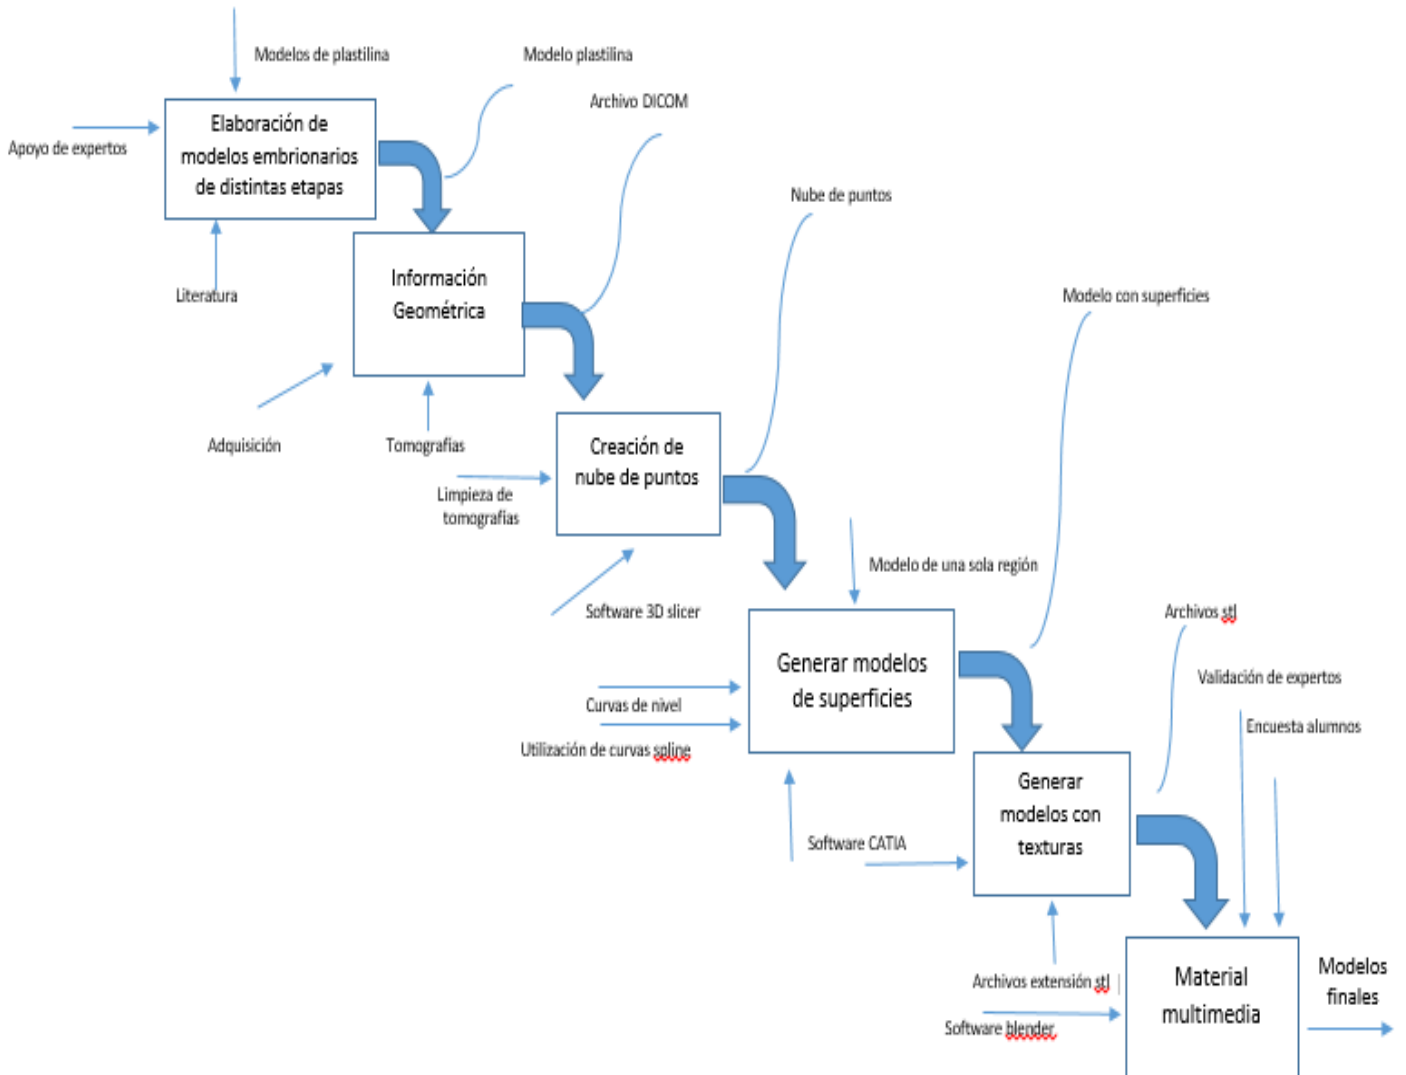 Modelos de plastilina
Modelo plastilina
Archivo DICOM
Apoyo de expertos
Elaboración de
modelos embrionarios
de distintas etapas
Literatura
Nube de puntos
Información
Geométrica
Modelo con superficies
Adquisición
Tomografías
Creación de
nube de puntos
Limpieza de
tomografías
Software 3D slicer
Modelo de una sola región
Archivos stl
Generar modelos
de superficies
Validación de expertos
Encuesta alumnos
Curvas de nivel
Utilización de curvas spline
Generar
modelos con
texturas
Software CATIA
Archivos extensión stl
Software blender
Material
multimedia
Modelos
finales